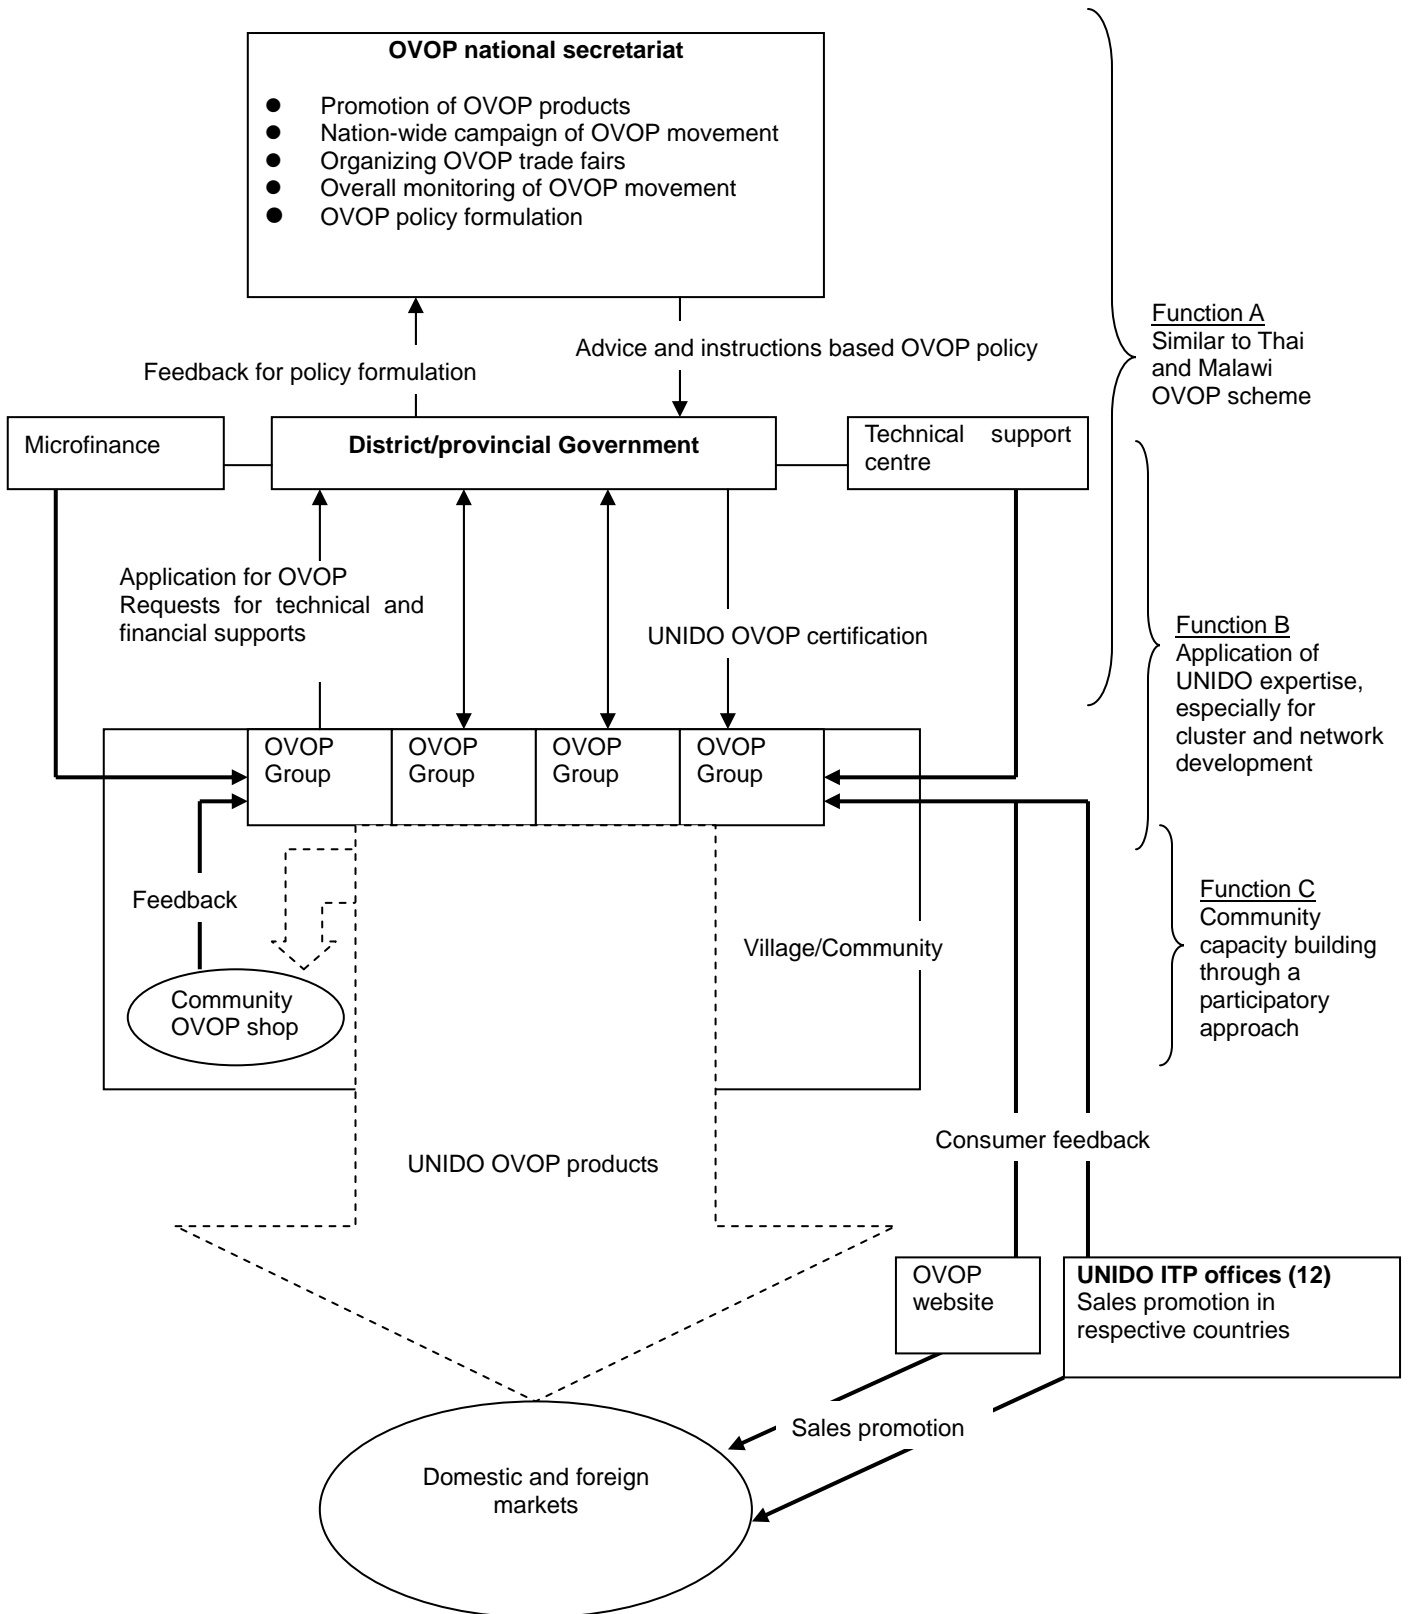 OVOP national secretariat
● Promotion of OVOP products
● Nation-wide campaign of OVOP movement
● Organizing OVOP trade fairs
● Overall monitoring of OVOP movement
● OVOP policy formulation
Feedback for policy formulation
Advice and instructions based OVOP policy
Function A
Similar to Thai
and Malawi
OVOP scheme
Microfinance
District/provincial Government
Technical support
centre
Application for OVOP
Requests for technical and
financial supports
UNIDO OVOP certification
Function B
Application of
UNIDO expertise,
especially for
cluster and network
development
OVOP
Group
OVOP
Group
OVOP
Group
OVOP
Group
Feedback
Village/Community
Community
OVOP shop
Function C
Community
capacity building
through a
participatory
approach
Consumer feedback
UNIDO OVOP products
OVOP
website
UNIDO ITP offices (12)
Sales promotion in
respective countries
Sales promotion
Domestic and foreign
markets